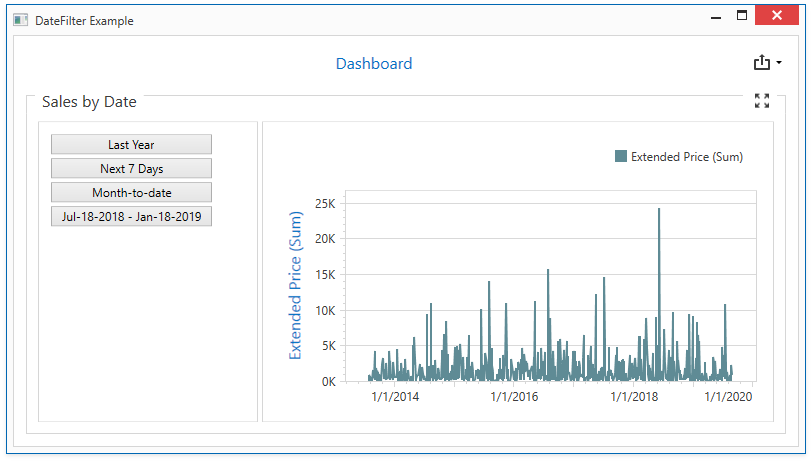 DateFilter Example
Dashboard
Sales by Date
Last Year
Next 7 Days
Month-to-date
Jul-18-2018 - Jan-18-2019
Extended Price (Sum)
Extended Price (Sum)
25K
20K
15K
10K
5K
0K
1/1/2014 1/1/2016 1/1/2018 1/1/2020